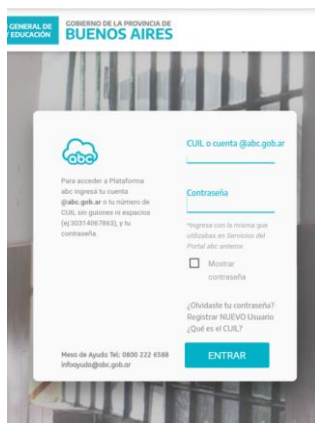 GENERAL DE
Y EDUCACIÓN
GOBIERNO DE LA PROVINCIA DE
BUENOS AIRES
abc
Para acceder a Plataforma
abc ingresá tu cuenta
@abc.gob.ar o tu número de
CUIL sin guiones ni espacios
(ej:30314067863), y tu
contraseña.
Mesa de Ayuda Tel: 0800 222 6588
infoayuda@abc.gob.ar
CUIL o cuenta @abc.gob.ar
Contraseña
*Ingresa con la misma que
utilizabas en Servicios del
Portal abc anterior
Mostrar
contraseña
¿Olvidaste tu contraseña?
Registrar NUEVO Usuario
¿Qué es el CUIL?
ENTRAR